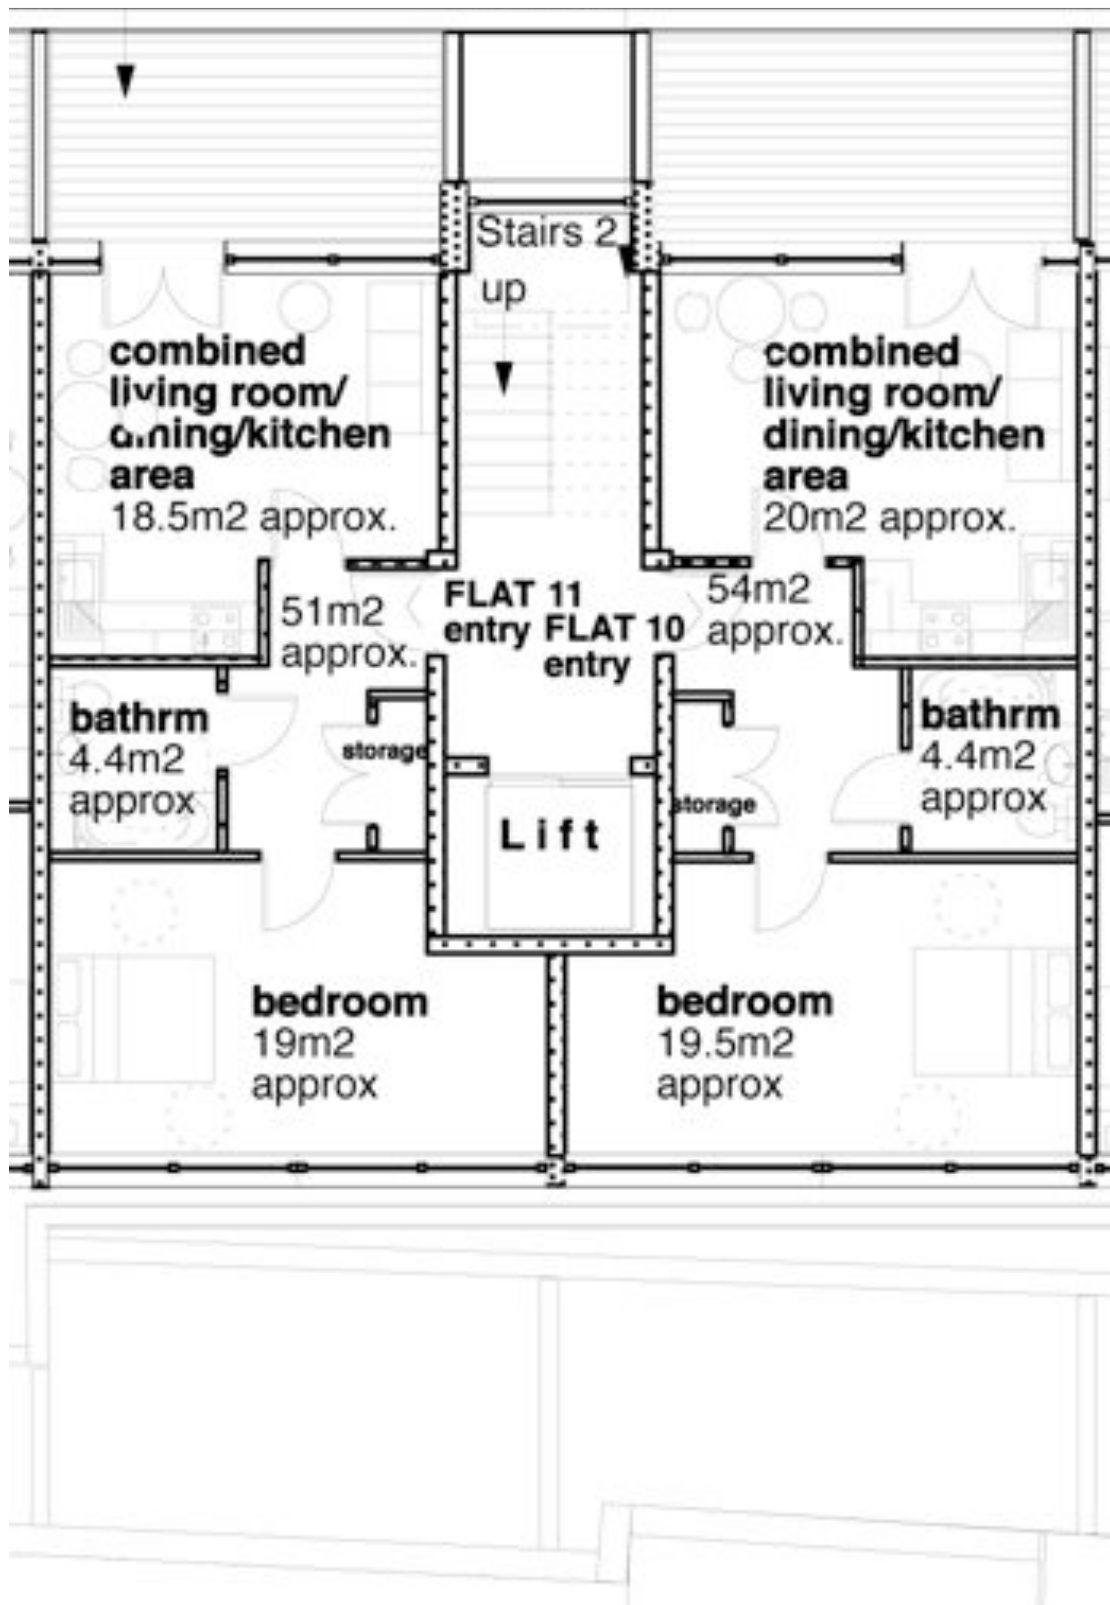 Stairs 2
up
combined
living room/
dining/kitchen
area
18.5m2 approx.
combined
living room/
dining/kitchen
area
20m2 approx.
51m2
approx.
FLAT 11
entry
FLAT 10
entry
54m2
approx.
bathrm
4.4m2
approx
storage
storage
bathrm
4.4m2
approx
Lift
bedroom
19m2
approx
bedroom
19.5m2
approx